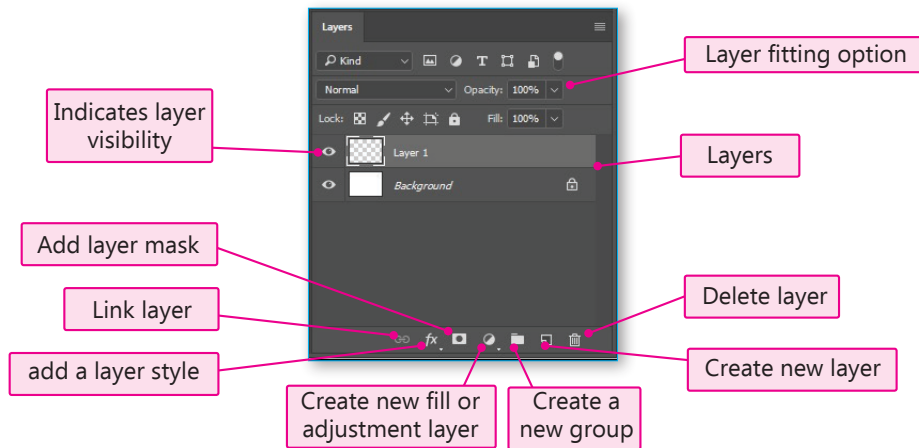 Layers
Kind
T
Normal
Opacity: 100%
Lock:
Fill: 100%
Layer 1
Background
fx
Layer fitting option
Indicates layer
visibility
Layers
Add layer mask
Link layer
add a layer style
Create new fill or
adjustment layer
Create a
new group
Create new layer
Delete layer